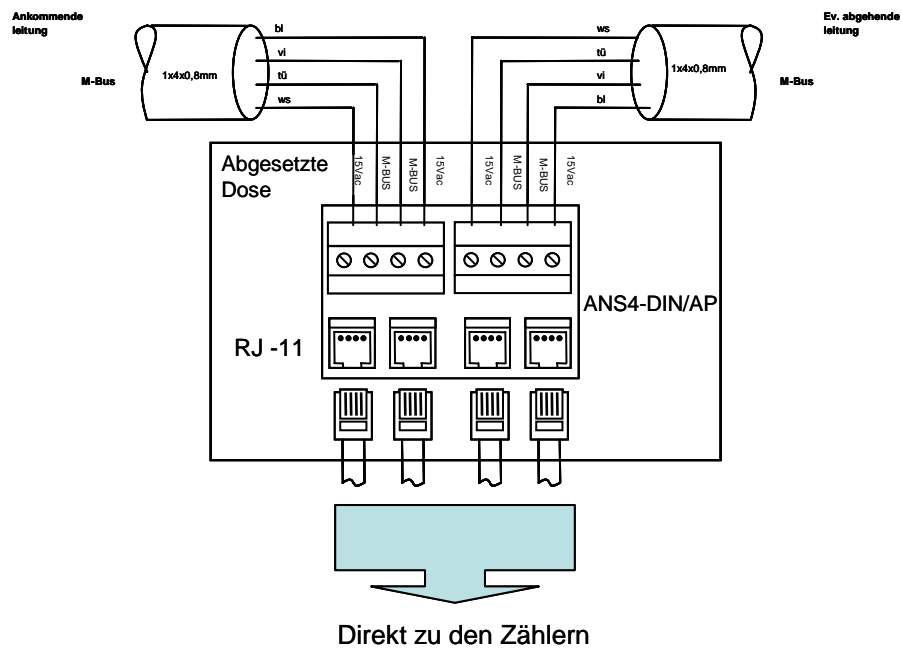 Ankommende
leitung
Ev. abgehende
leitung
bl
vi
tü
ws
ws
tü
vi
bl
M-Bus
1x4x0,8mm
1x4x0,8mm
M-Bus
Abgesetzte
Dose
15Vac
M-BUS
M-BUS
15Vac
15Vac
M-BUS
M-BUS
15Vac
ANS4-DIN/AP
RJ -11
Direkt zu den Zählern